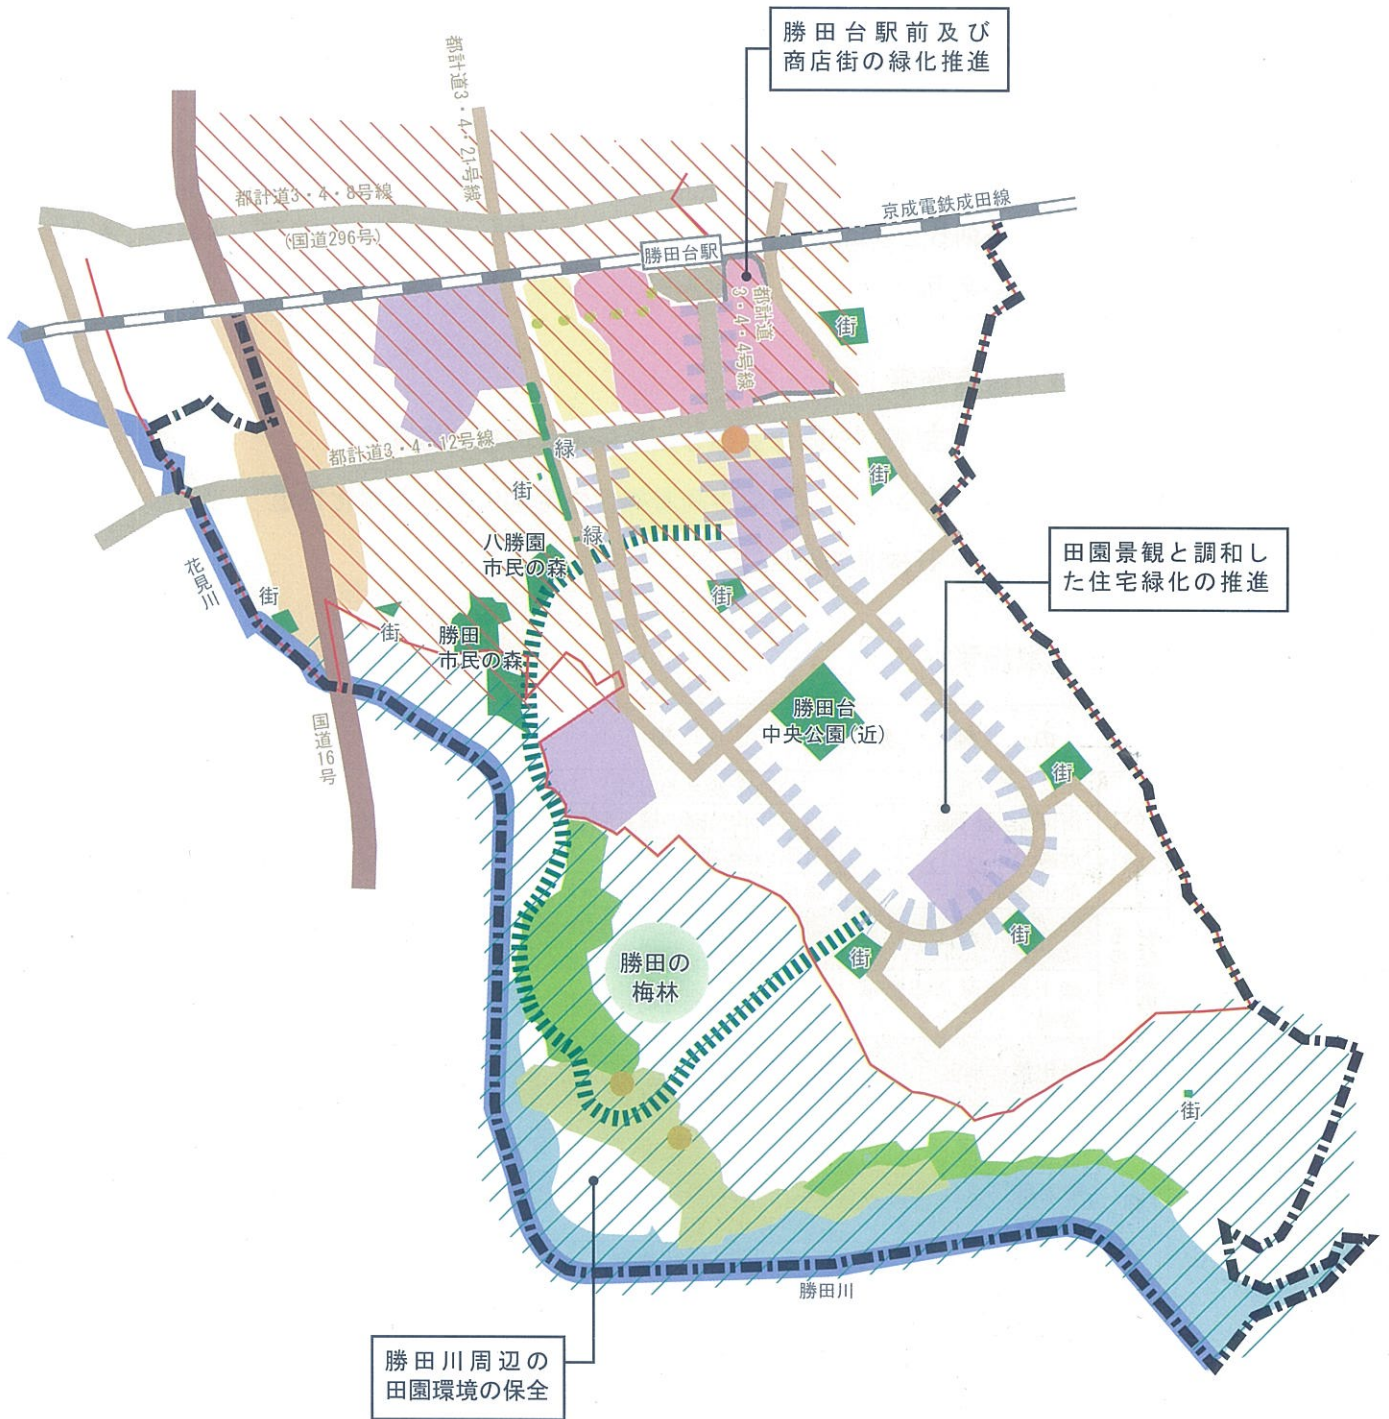 勝田台駅前及び
商店街の緑化推進
都計道3・4・21号線
都計道3・4・8号線
(国道296号)
京成電鉄成田線
勝田台駅
都計道
3・4・4号線
街
都計道3・4・12号線
緑
街
街
緑
八勝園
市民の森
田園景観と調和し
た住宅緑化の推進
花見川
街
街
街
勝田
市民の森
勝田台
中央公園(近)
国道16号
街
勝田の
梅林
街
街
街
勝田川
勝田川周辺の
田園環境の保全